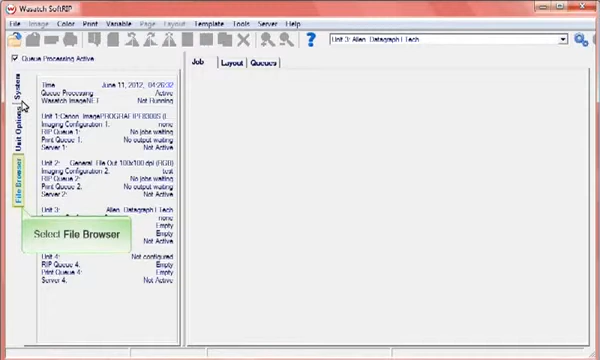 Wasatch SoftRIP
File Image Color Print Variable Page Layout Template Tools Server Help
Unit 3: Allen Datagraph I Tech
Queue Processing Active
Job Layout Queues
System
Unit Options
File Browser
Time June 11, 2012, 04:20:32
Queue Processing Active
Wasatch ImageNET Not Running
Unit 1:
Imaging Configuration 1: none
RIP Queue 1: No jobs waiting
Print Queue 1: No output waiting
Server 1: Not Active
Unit 2: General File Out 100x100 dpi (RGB)
Imaging Configuration 2: test
RIP Queue 2: No jobs waiting
Print Queue 2: No output waiting
Server 2: Not Active
Unit 3: Allen Datagraph I Tech
none
Empty
Empty
Not Active
Select File Browser
Unit 4: Not configured
RIP Queue 4: Empty
Print Queue 4: Empty
Server 4: Not Active